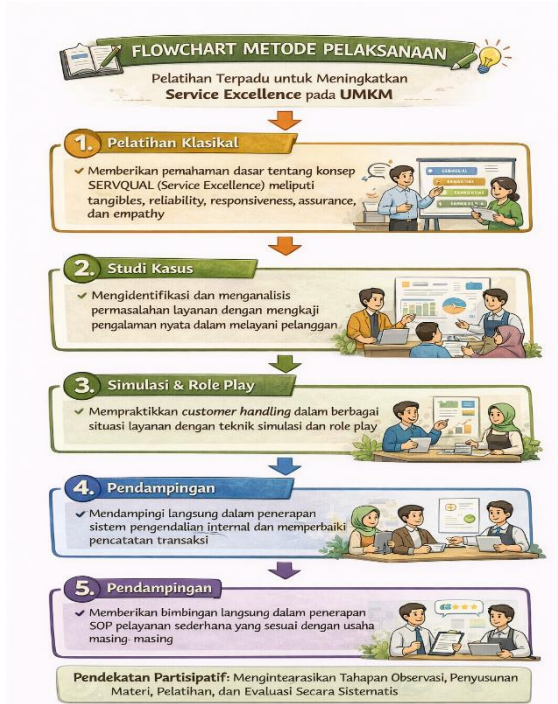 FLOWCHART METODE PELAKSANAAN
Pelatihan Terpadu untuk Meningkatkan
Service Excellence pada UMKM
1. Pelatihan Klasikal
✓ Memberikan pemahaman dasar tentang konsep
SERVQUAL (Service Excellence) meliputi
tangibles, reliability, responsiveness, assurance,
dan empathy
2. Studi Kasus
✓ Mengidentifikasi dan menganalisis
permasalahan layanan dengan mengkaji
pengalaman nyata dalam melayani pelanggan
3. Simulasi & Role Play
✓ Mempraktikkan customer handling dalam berbagai
situasi layanan dengan teknik simulasi dan role play
4. Pendampingan
✓ Mendampingi langsung dalam penerapan
sistem pengendalian internal dan memperbaiki
pencatatan transaksi
5. Pendampingan
✓ Memberikan bimbingan langsung dalam penerapan
SOP pelayanan sederhana yang sesuai dengan usaha
masing- masing
Pendekatan Partisipatif: Mengintearasikan Tahapan Observasi, Penyusunan
Materi, Pelatihan, dan Evaluasi Secara Sistematis